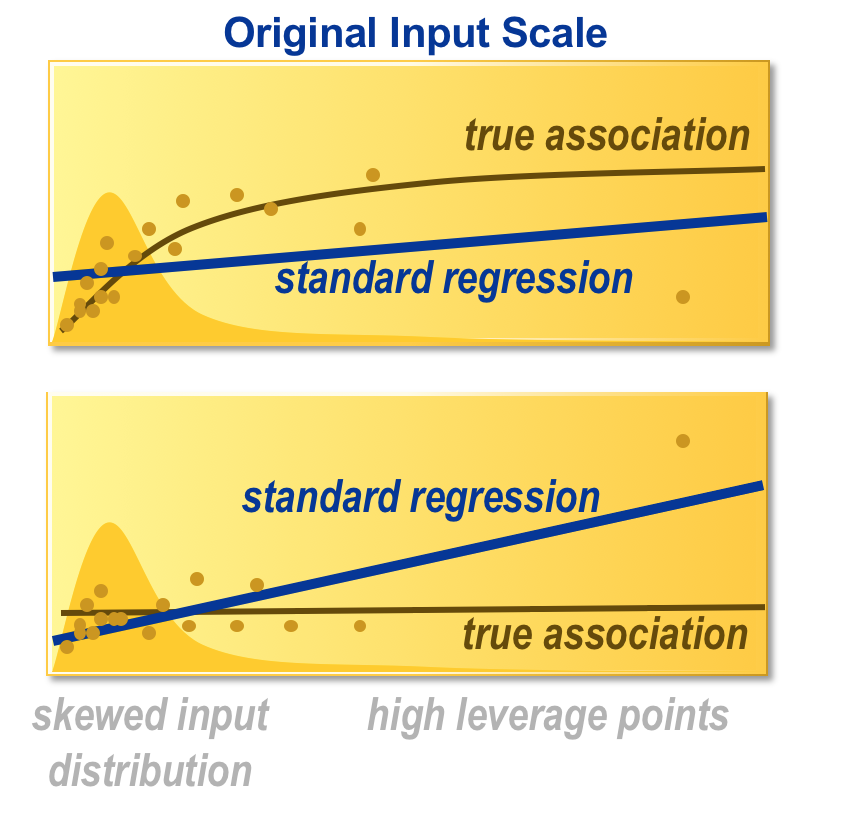 Original Input Scale
true association
standard regression
standard regression
true association
skewed input high leverage points
distribution